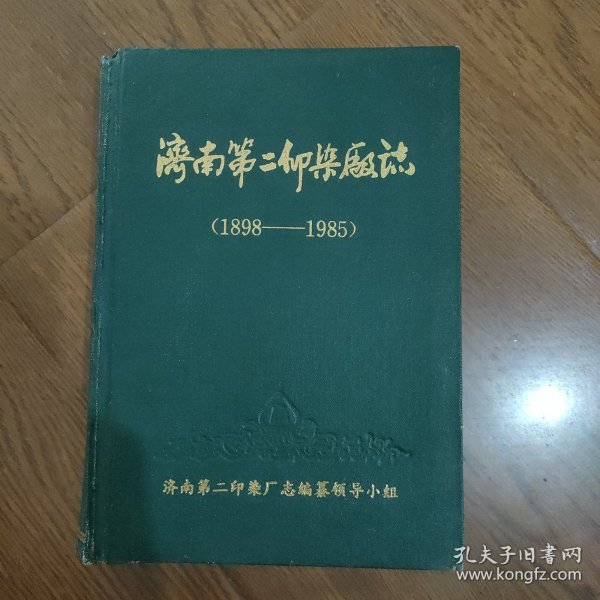 濟南第二印染廠誌
(1898——1985)
济南第二印染厂志编纂领导小组
孔夫子旧书网
www.kongfz.com